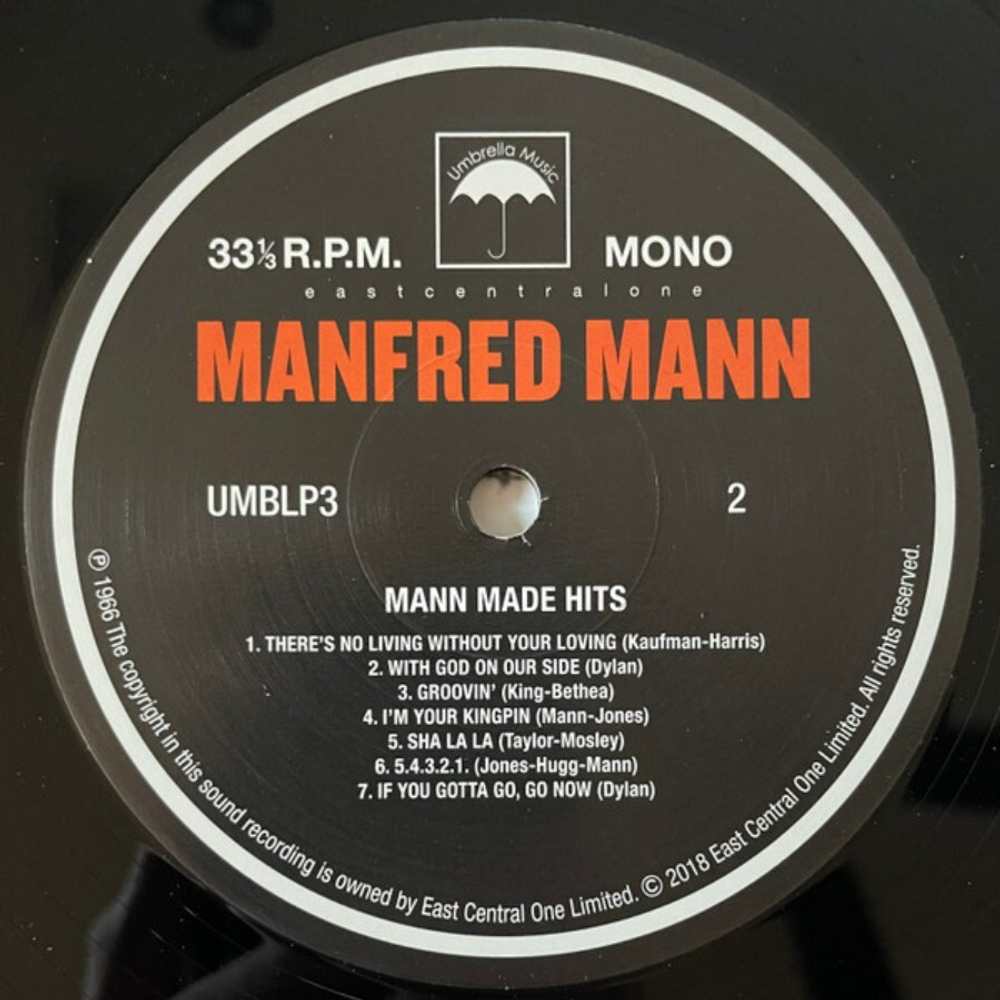 Umbrella Music
33⅓ R.P.M.
MONO
eastcentralone
MANFRED MANN
UMBLP3
2
MANN MADE HITS
1. THERE'S NO LIVING WITHOUT YOUR LOVING (Kaufman-Harris)
2. WITH GOD ON OUR SIDE (Dylan)
3. GROOVIN' (King-Bethea)
4. I'M YOUR KINGPIN (Mann-Jones)
5. SHA LA LA (Taylor-Mosley)
6. 5.4.3.2.1. (Jones-Hugg-Mann)
7. IF YOU GOTTA GO, GO NOW (Dylan)
℗ 1966 The copyright in this sound recording is owned by East Central One Limited. © 2018 East Central One Limited. All rights reserved.